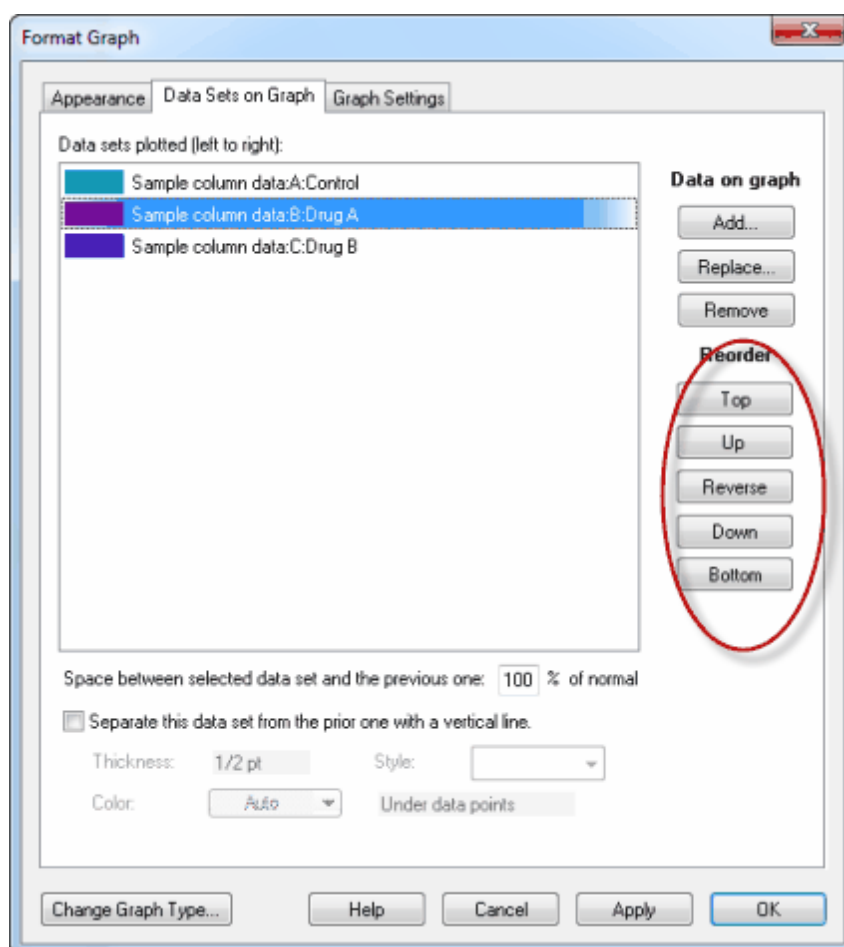 Format Graph
Appearance Data Sets on Graph Graph Settings
Data sets plotted (left to right):
Sample column data:A:Control
Sample column data:B:Drug A
Sample column data:C:Drug B
Data on graph
Add...
Replace...
Remove
Reorder
Top
Up
Reverse
Down
Bottom
Space between selected data set and the previous one: 100 % of normal
Separate this data set from the prior one with a vertical line.
Thickness: 1/2 pt Style:
Color: Auto Under data points
Change Graph Type... Help Cancel Apply OK